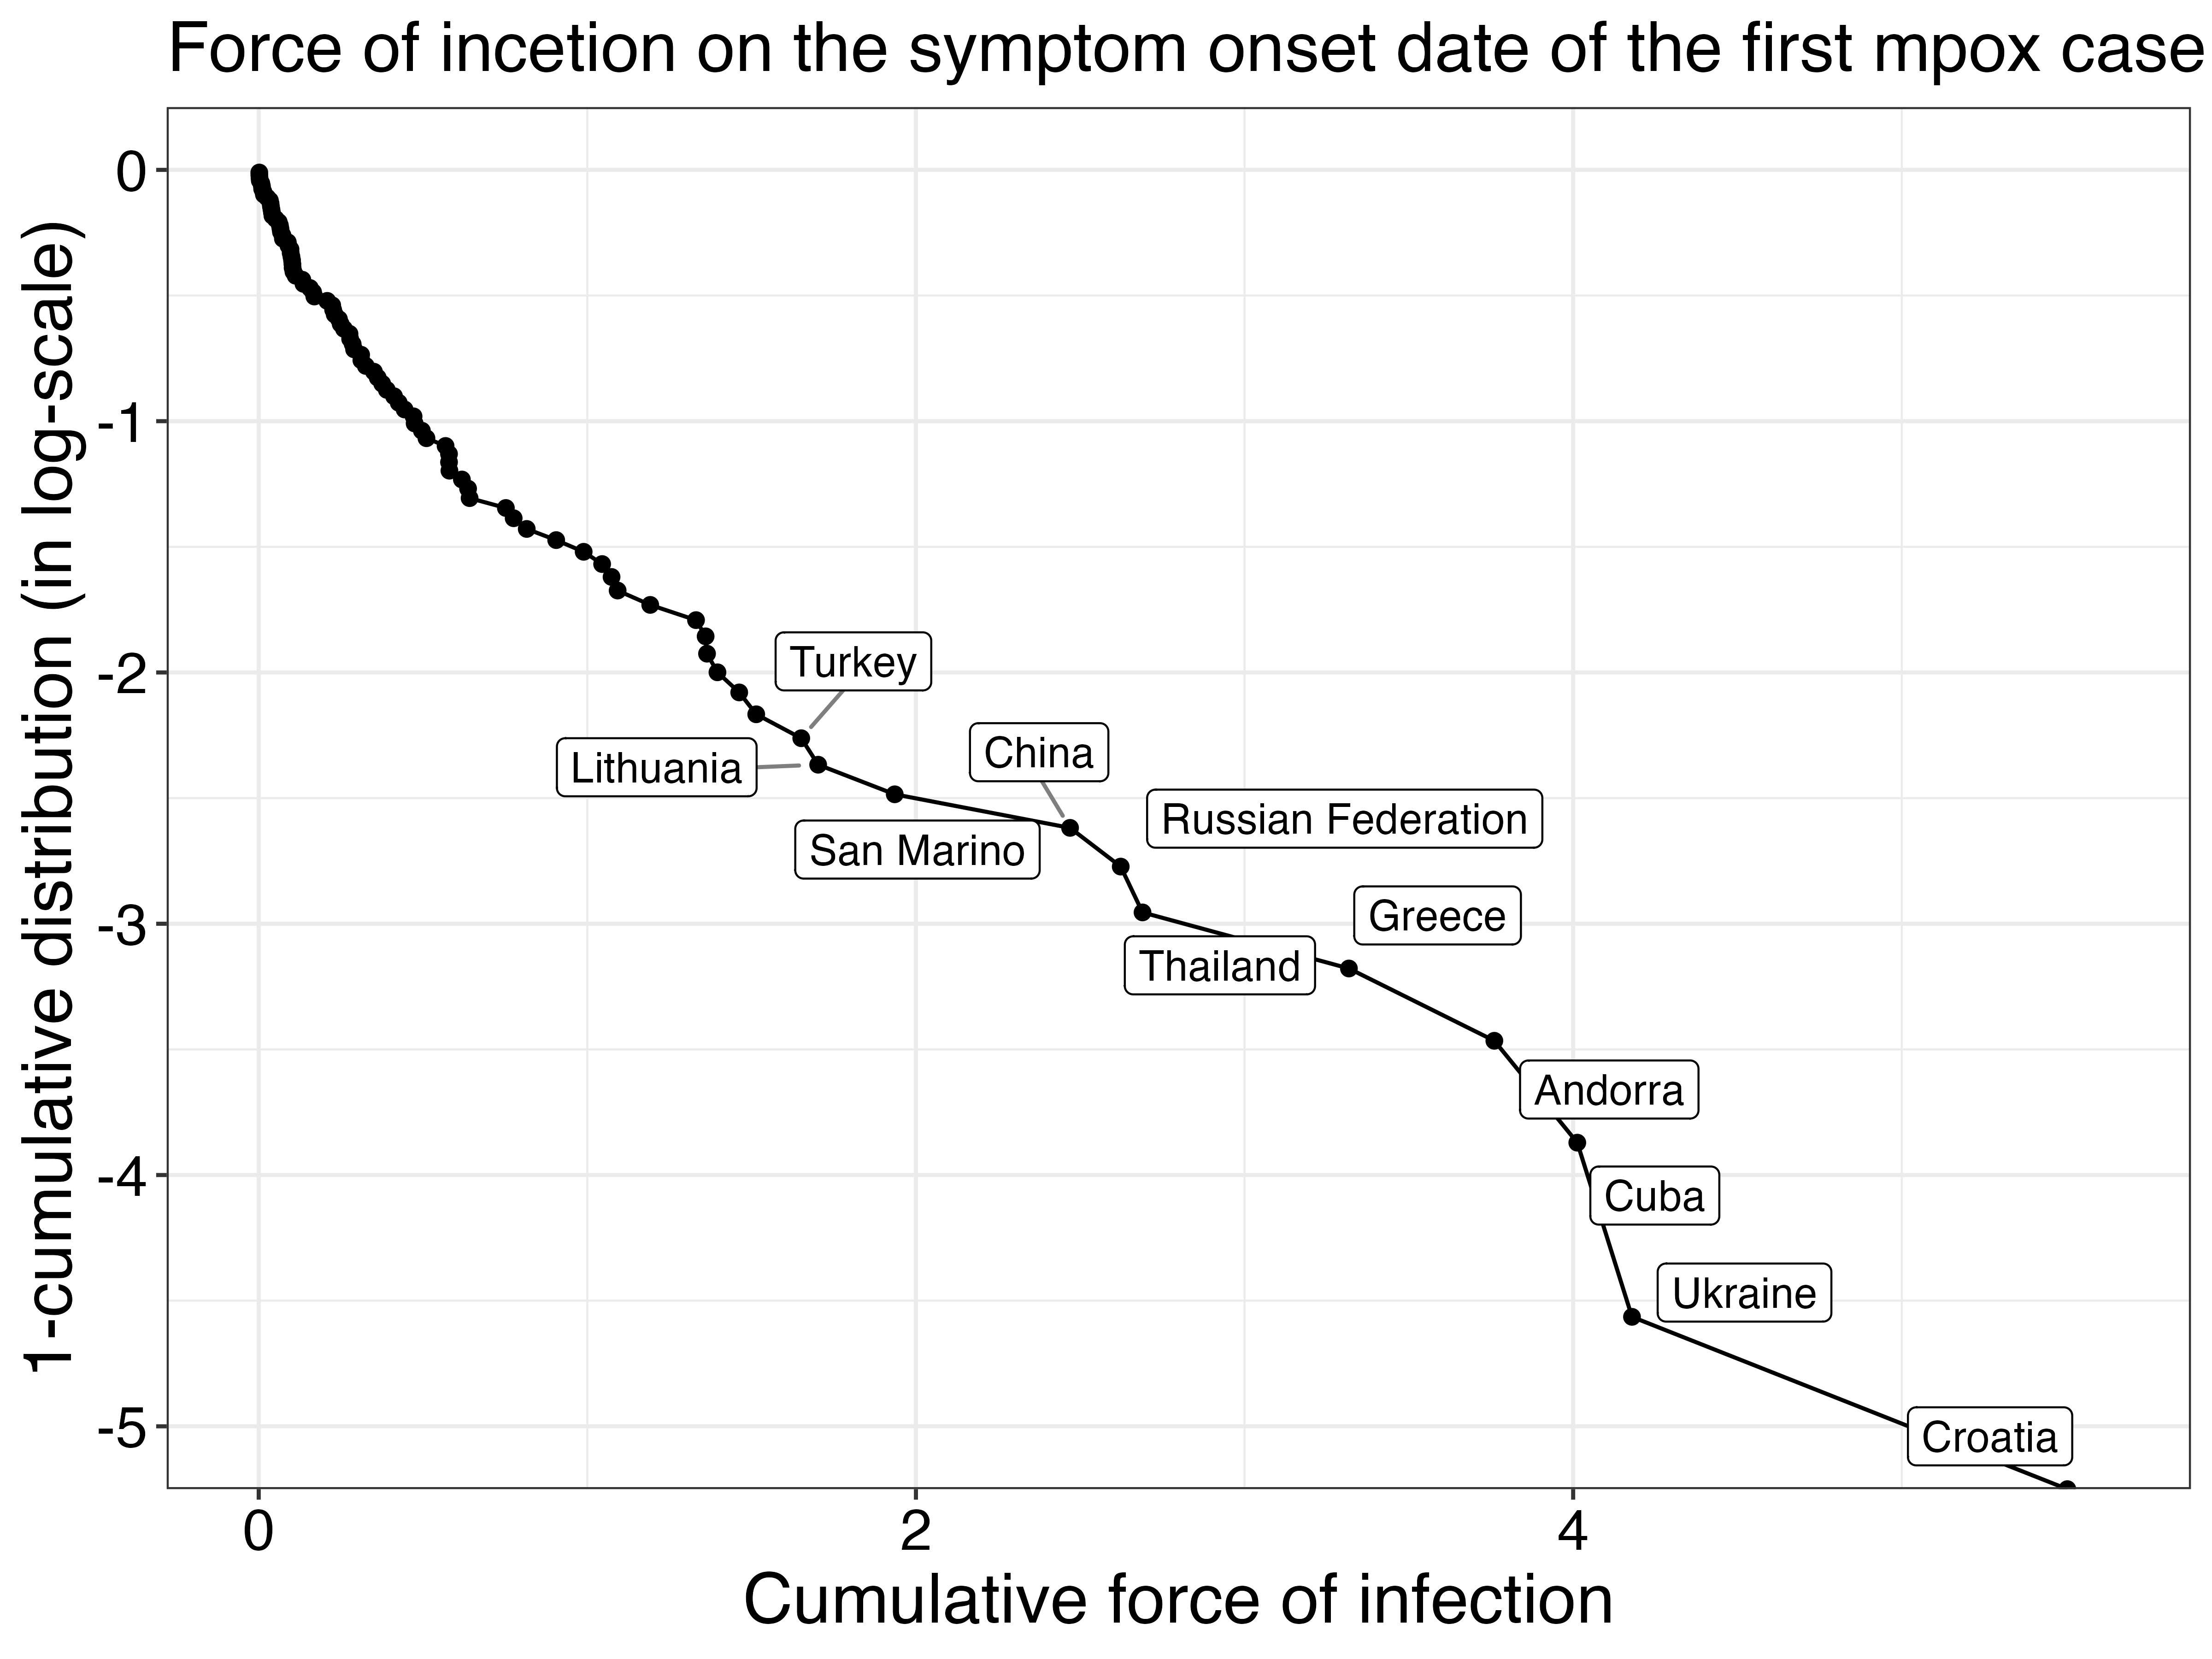 Force of incetion on the symptom onset date of the first mpox case
1-cumulative distribution (in log-scale)
0
-1
-2
-3
-4
-5
Turkey
Lithuania
China
San Marino
Russian Federation
Greece
Thailand
Andorra
Cuba
Ukraine
Croatia
0 2 4
Cumulative force of infection